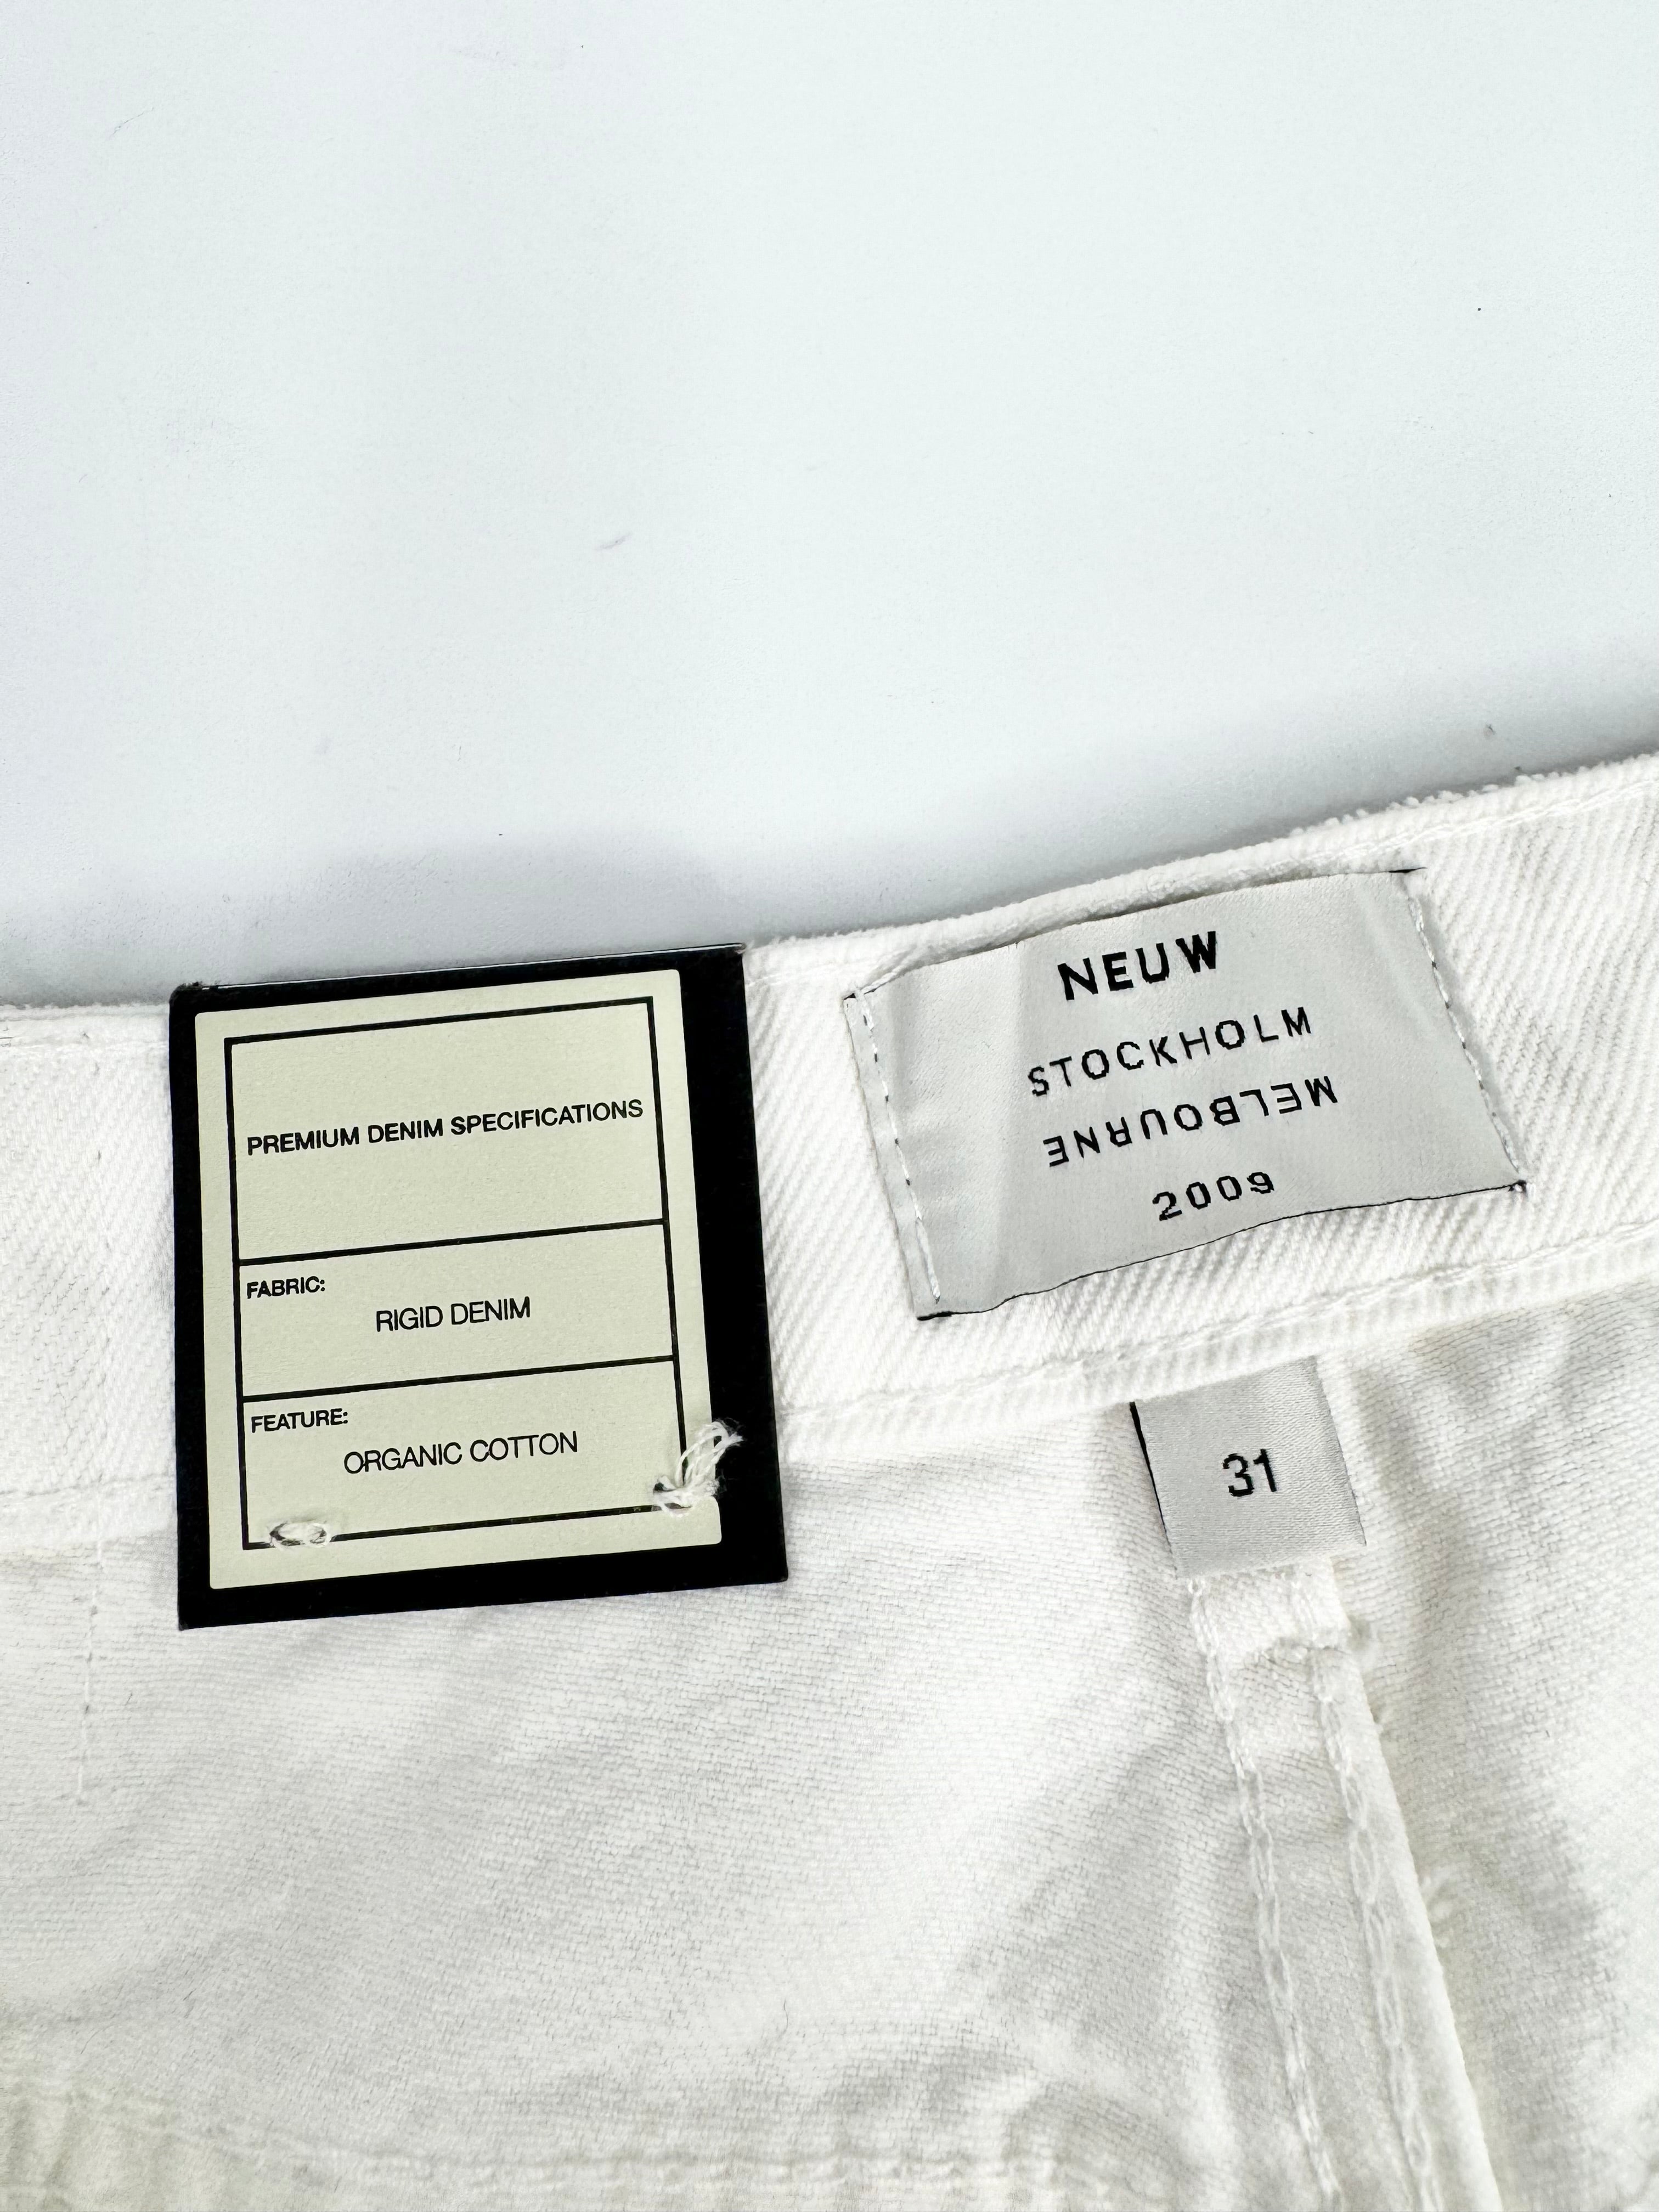 PREMIUM DENIM SPECIFICATIONS
FABRIC:
RIGID DENIM
FEATURE:
ORGANIC COTTON
NEUW
STOCKHOLM
MELBOURNE
2009
31